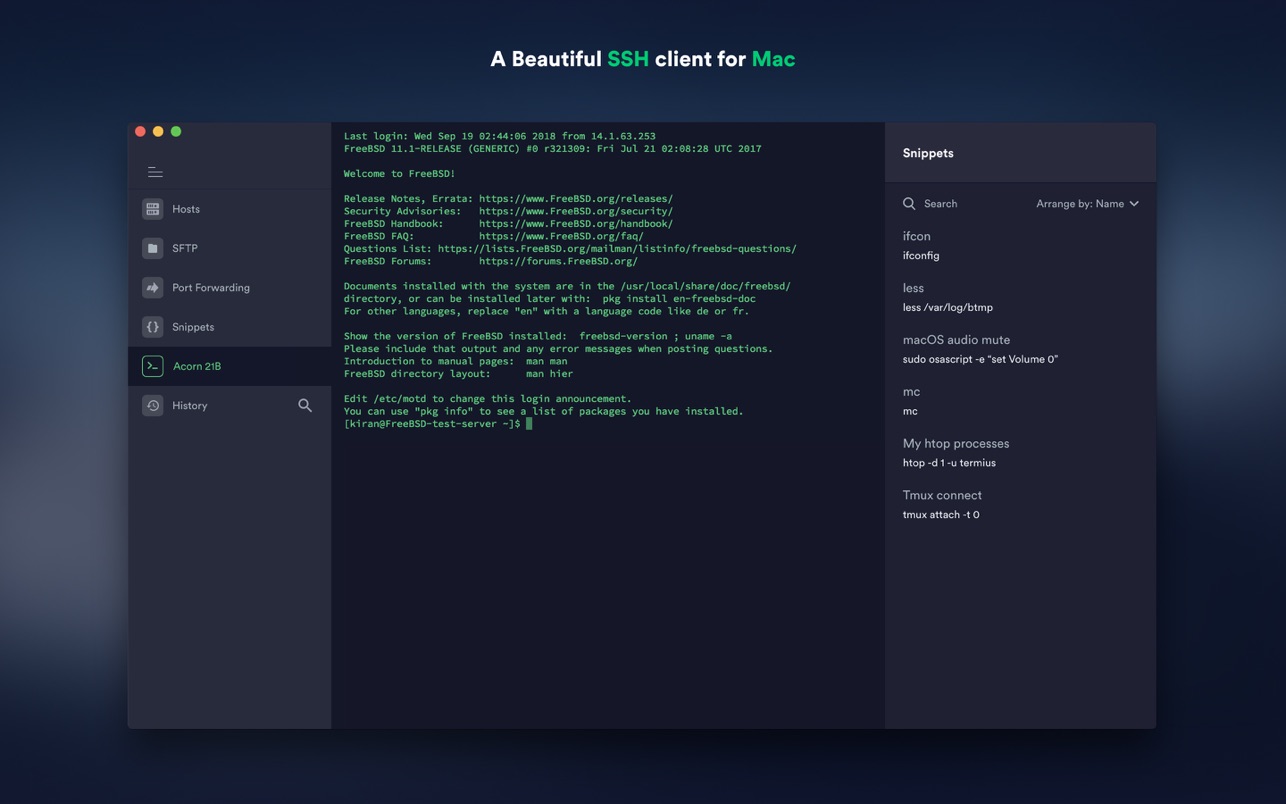 A Beautiful SSH client for Mac
Hosts
SFTP
Port Forwarding
Snippets
Acorn 21B
History
Last login: Wed Sep 19 02:44:06 2018 from 14.1.63.253
FreeBSD 11.1-RELEASE (GENERIC) #0 r321309: Fri Jul 21 02:08:28 UTC 2017
Welcome to FreeBSD!
Release Notes, Errata: https://www.FreeBSD.org/releases/
Security Advisories:   https://www.FreeBSD.org/security/
FreeBSD Handbook:      https://www.FreeBSD.org/handbook/
FreeBSD FAQ:           https://www.FreeBSD.org/faq/
Questions List: https://lists.FreeBSD.org/mailman/listinfo/freebsd-questions/
FreeBSD Forums:        https://forums.FreeBSD.org/
Documents installed with the system are in the /usr/local/share/doc/freebsd/
directory, or can be installed later with:  pkg install en-freebsd-doc
For other languages, replace "en" with a language code like de or fr.
Show the version of FreeBSD installed:  freebsd-version ; uname -a
Please include that output and any error messages when posting questions.
Introduction to manual pages:  man man
FreeBSD directory layout:      man hier
Edit /etc/motd to change this login announcement.
You can use "pkg info" to see a list of packages you have installed.
[kiran@FreeBSD-test-server ~]$
Snippets
Search
Arrange by: Name
ifcon
ifconfig
less
less /var/log/btmp
macOS audio mute
sudo osascript -e “set Volume 0”
mc
mc
My htop processes
htop -d 1 -u termius
Tmux connect
tmux attach -t 0